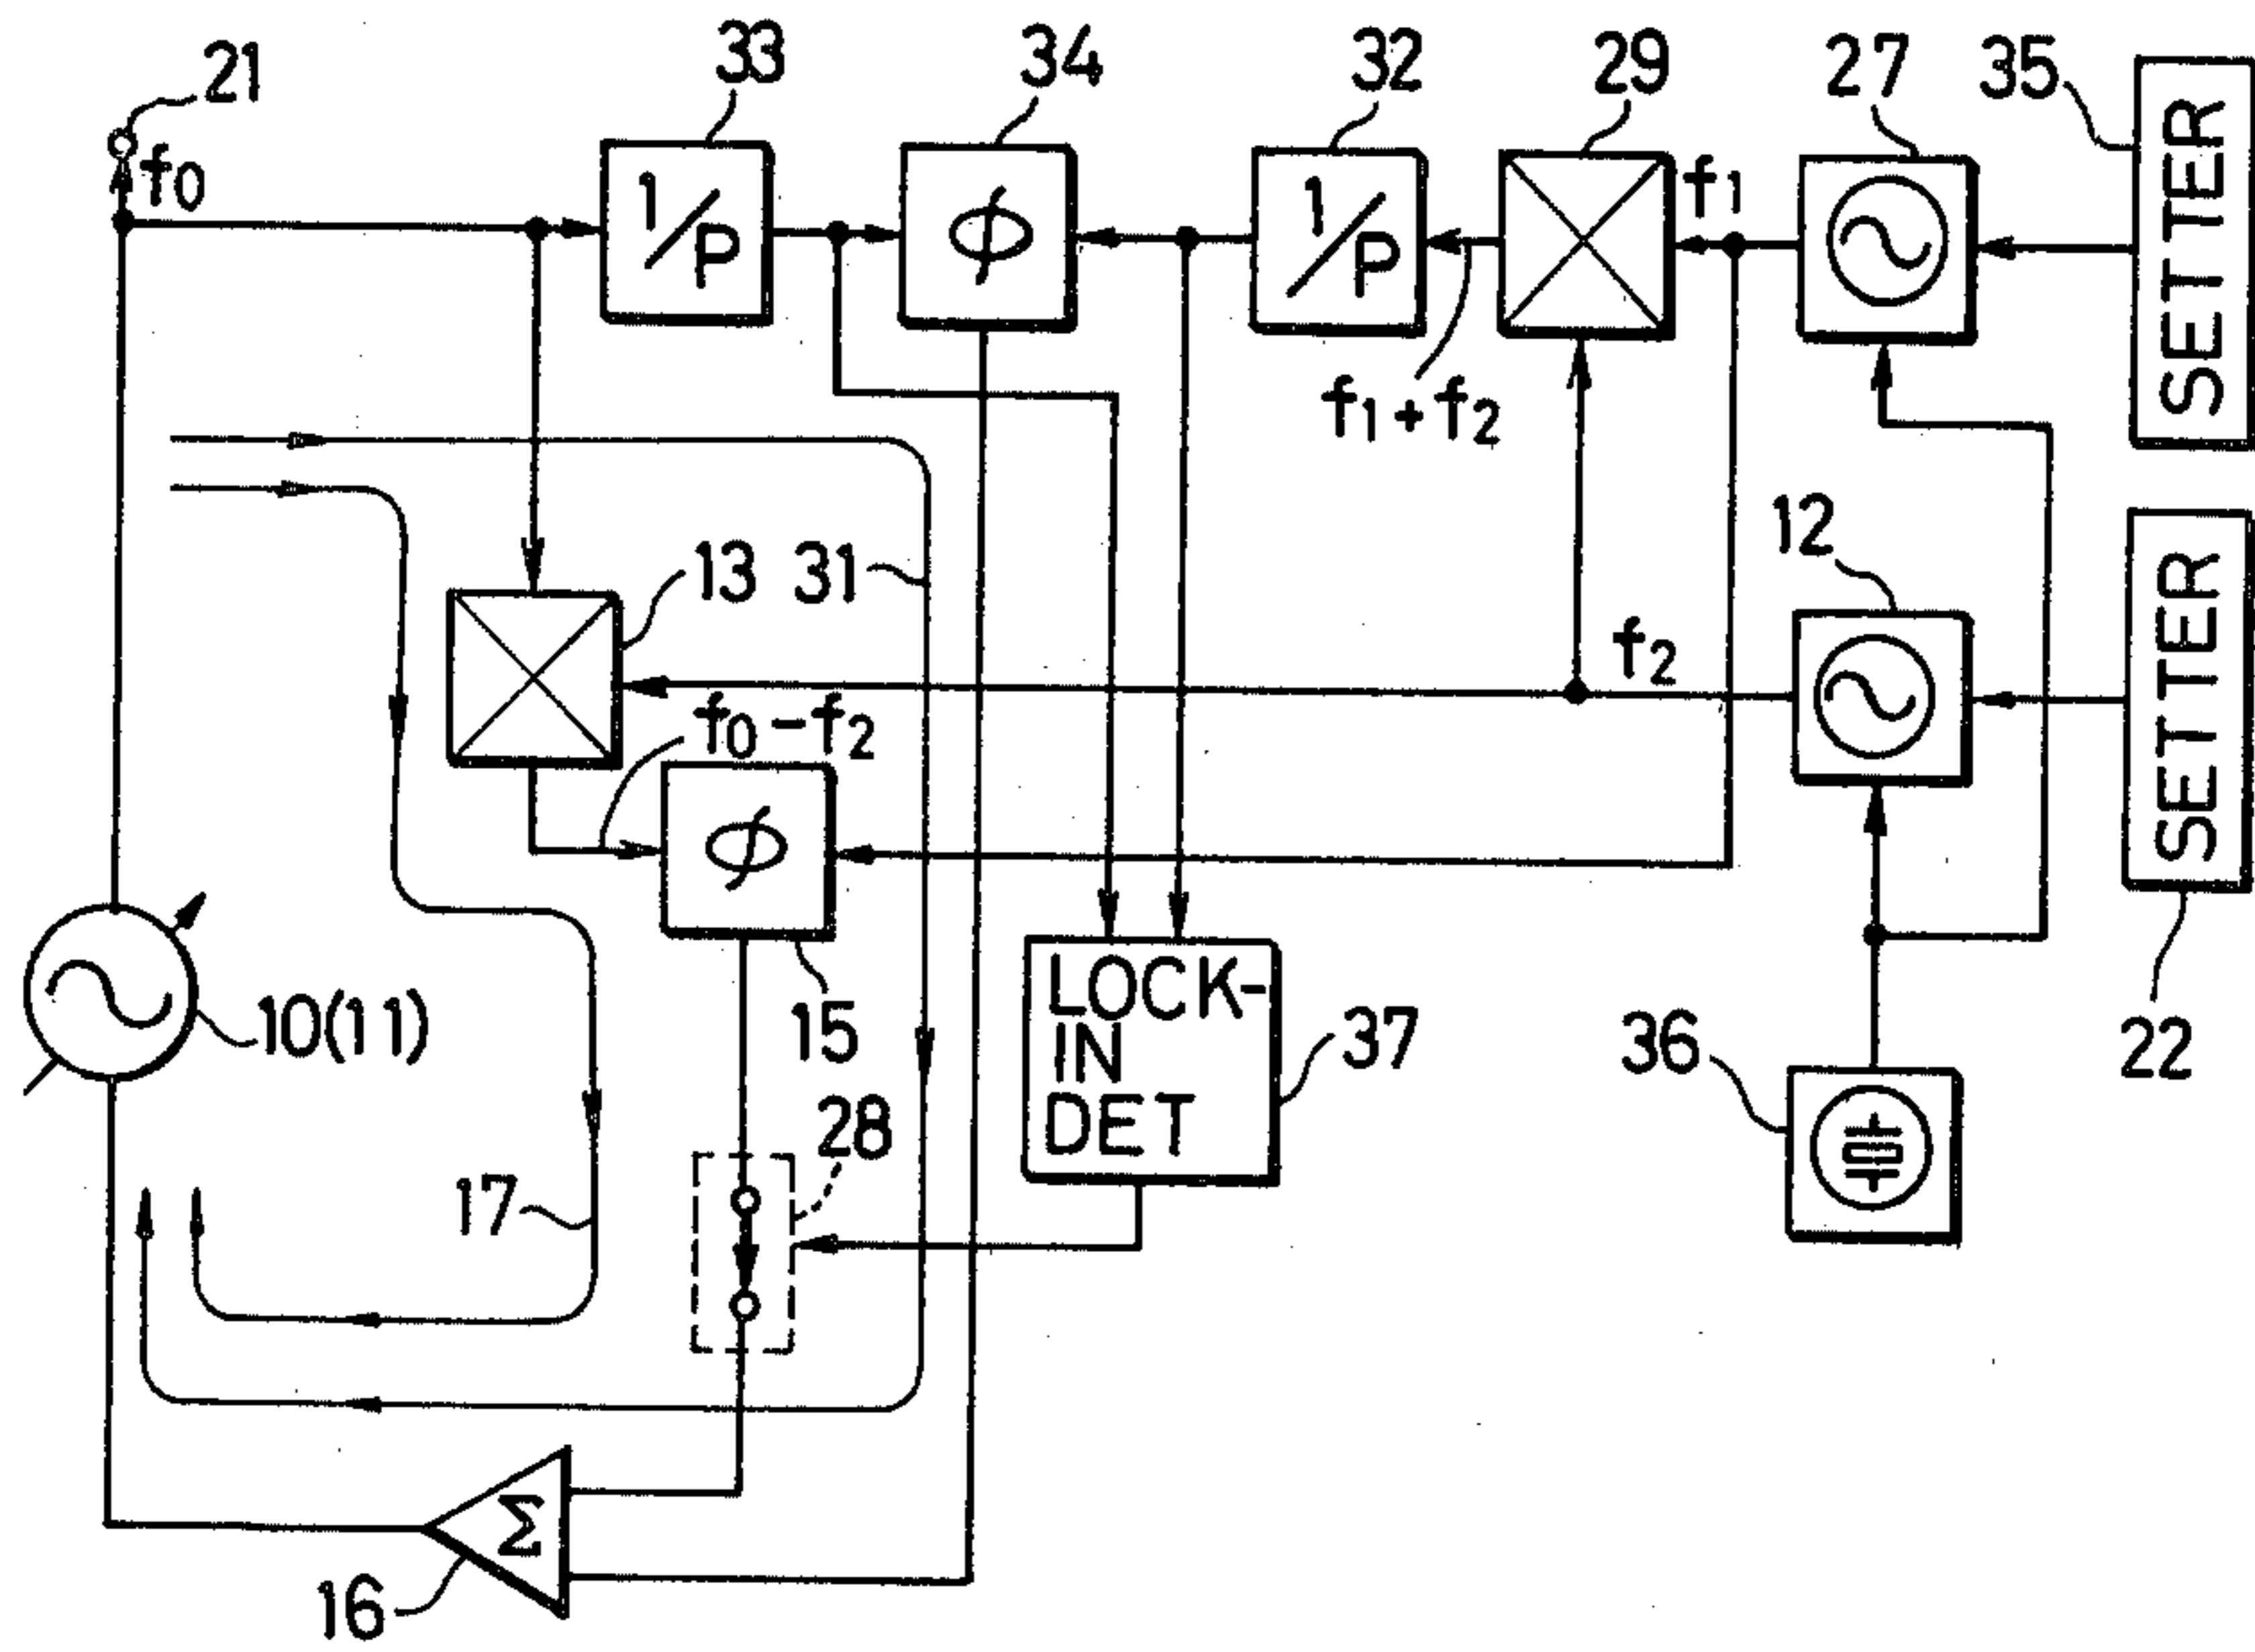 21
33
34
32
29
27
35
f0
1/P
ϕ
1/P
f1
SETTER
f1+f2
12
13
31
f2
f0-f2
ϕ
SETTER
10(11)
15
LOCK-
IN
DET
37
36
22
28
17
Σ
16